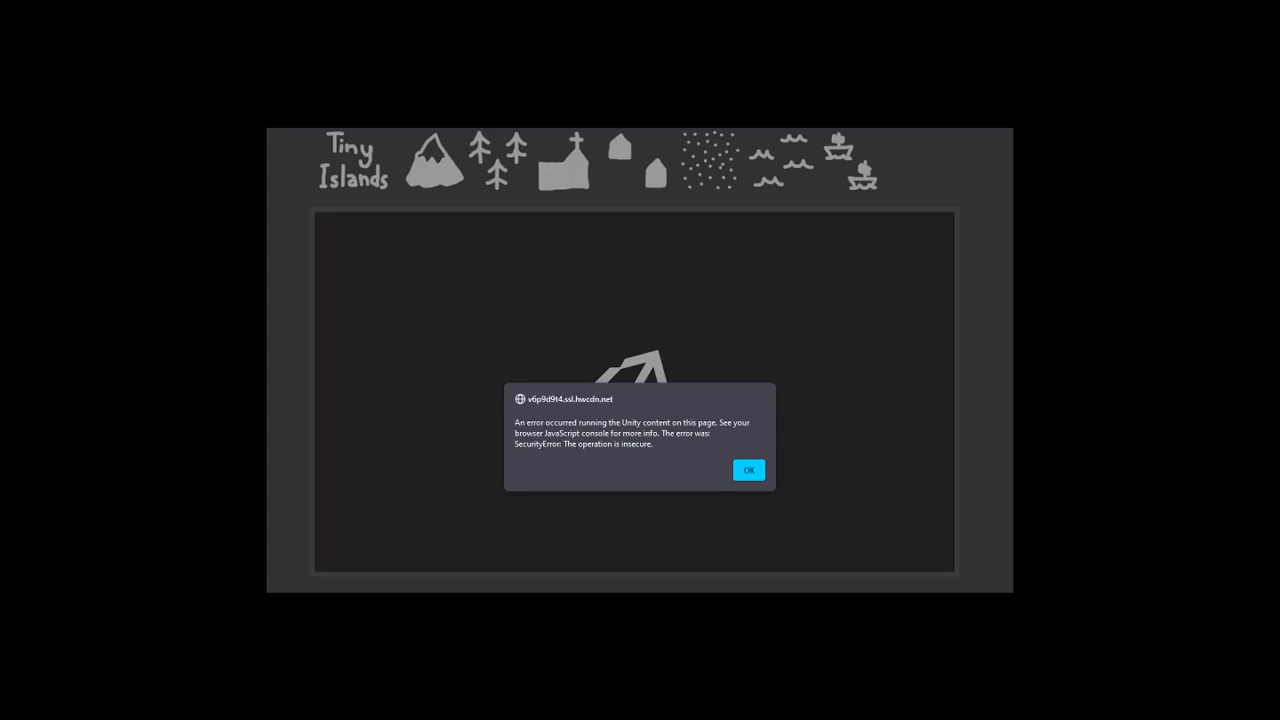 Tiny
Islands
v6p9d9t4.ssl.hwcdn.net
An error occurred running the Unity content on this page. See your
browser JavaScript console for more info. The error was:
SecurityError: The operation is insecure.
OK